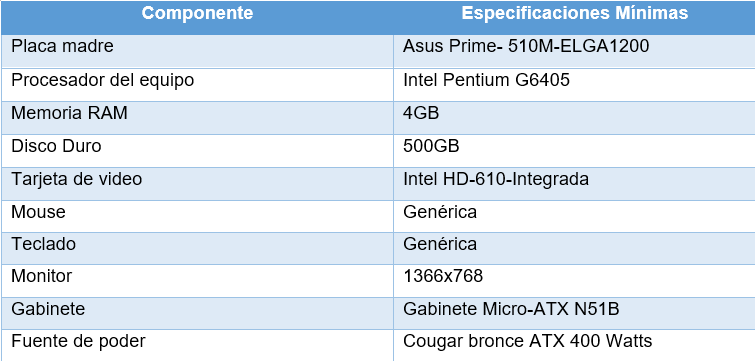 Componente Especificaciones Mínimas
Placa madre Asus Prime- 510M-ELGA1200
Procesador del equipo Intel Pentium G6405
Memoria RAM 4GB
Disco Duro 500GB
Tarjeta de video Intel HD-610-Integrada
Mouse Genérica
Teclado Genérica
Monitor 1366x768
Gabinete Gabinete Micro-ATX N51B
Fuente de poder Cougar bronce ATX 400 Watts